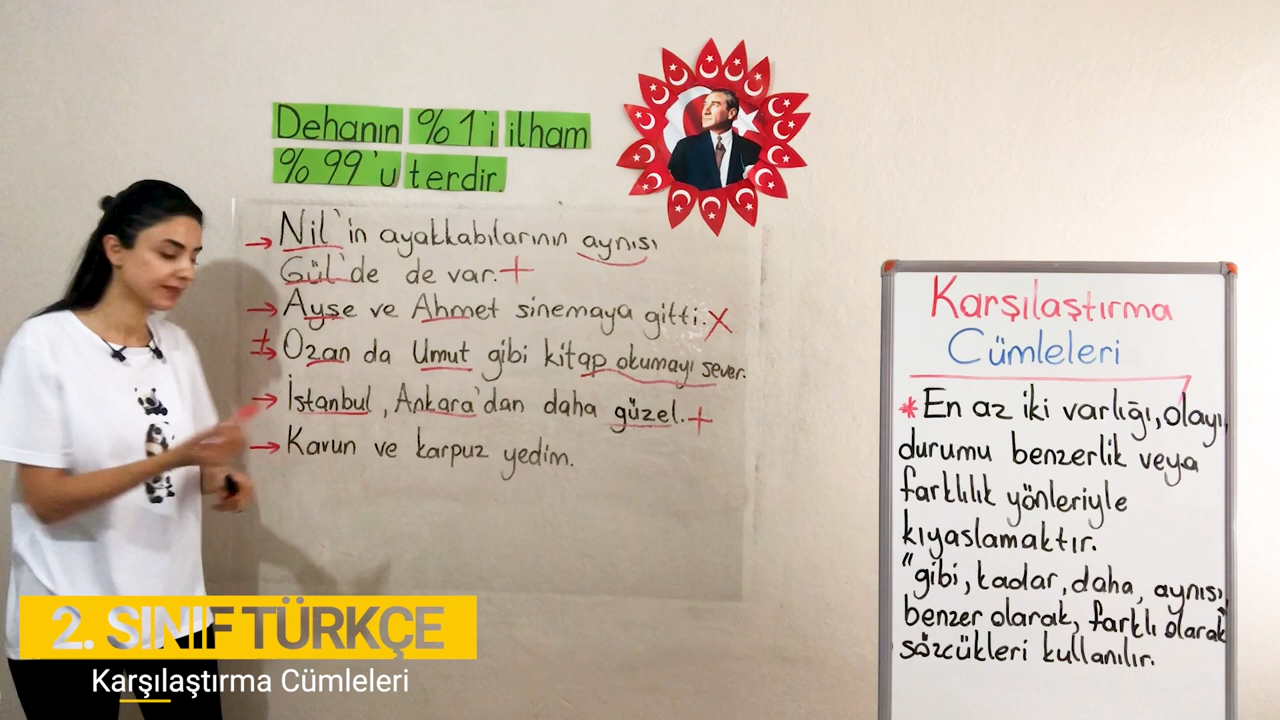 Dehanın %1'i ilham
%99'u terdir.
→ Nil'in ayakkabılarının aynısı
Gül'de de var. +
→ Ayşe ve Ahmet sinemaya gitti. X
+→ Ozan da Umut gibi kitap okumayı sever.
→ İstanbul, Ankara'dan daha güzel. +
→ Kavun ve karpuz yedim.
Karşılaştırma
Cümleleri
* En az iki varlığı, olayı,
durumu benzerlik veya
farklılık yönleriyle
kıyaslamaktır.
"gibi, kadar, daha, aynısı,
benzer olarak, farklı olarak"
sözcükleri kullanılır.
2. SINIF TÜRKÇE
Karşılaştırma Cümleleri